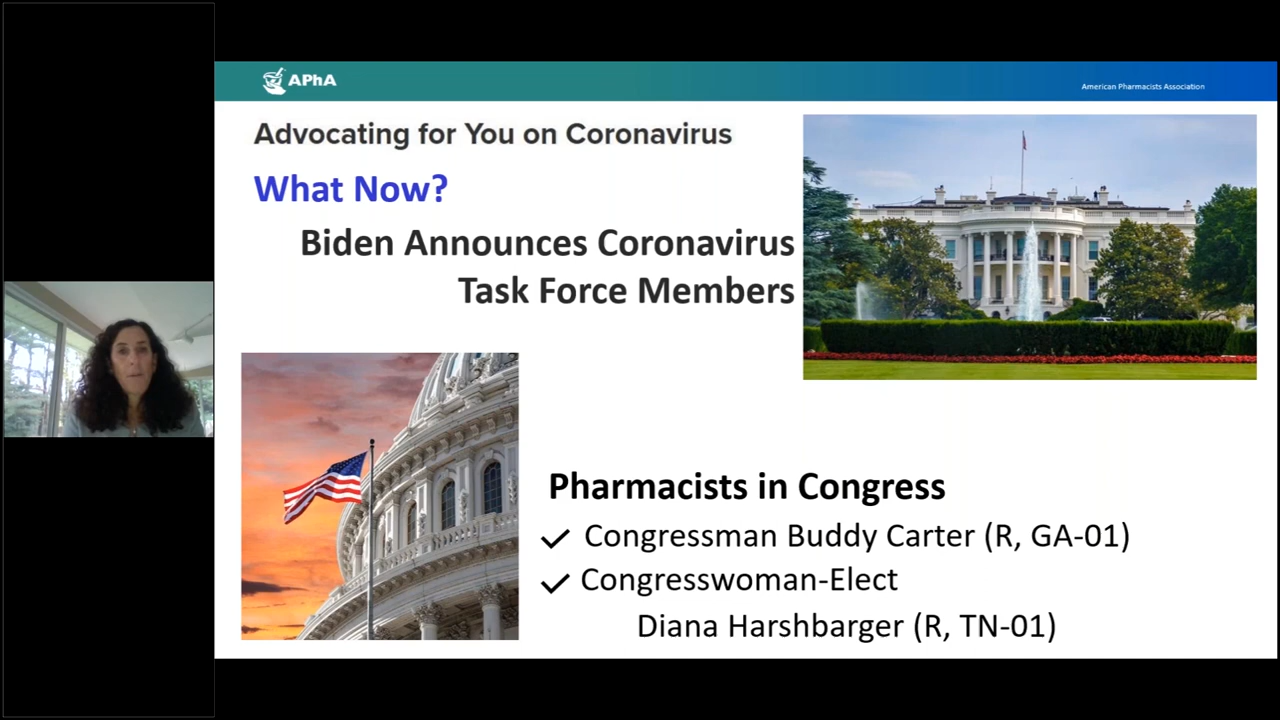 APhA
American Pharmacists Association
Advocating for You on Coronavirus
What Now?
Biden Announces Coronavirus
Task Force Members
Pharmacists in Congress
✓ Congressman Buddy Carter (R, GA-01)
✓ Congresswoman-Elect
Diana Harshbarger (R, TN-01)